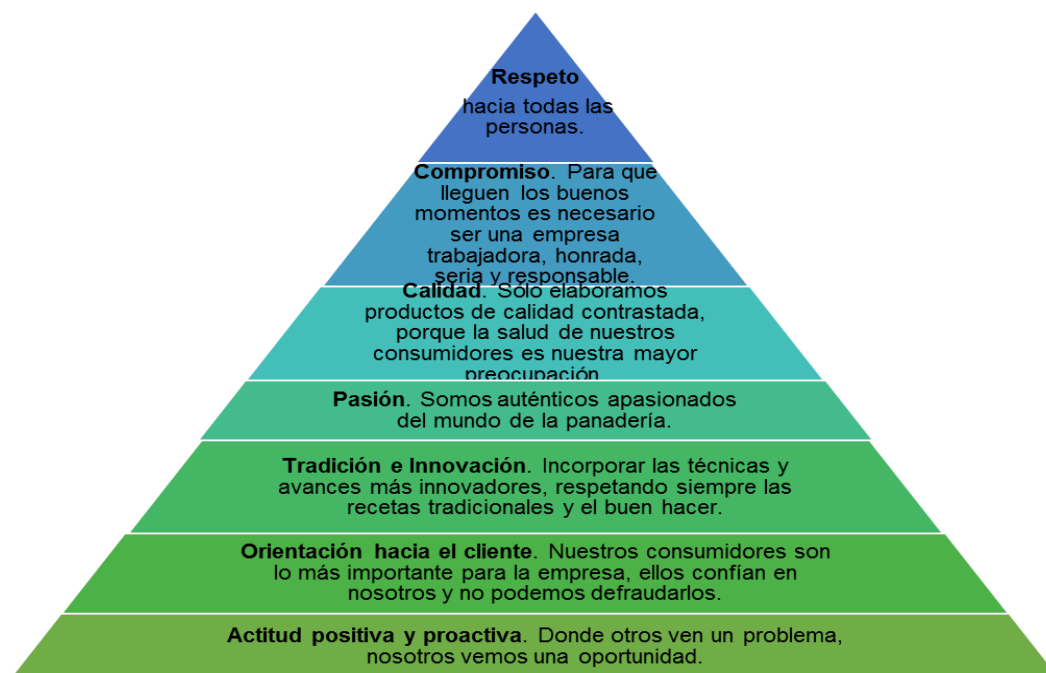 Respeto
hacia todas las
personas.
Compromiso. Para que
lleguen los buenos
momentos es necesario
ser una empresa
trabajadora, honrada,
seria y responsable.
Calidad. Sólo elaboramos
productos de calidad contrastada,
porque la salud de nuestros
consumidores es nuestra mayor
preocupación
Pasión. Somos auténticos apasionados
del mundo de la panadería.
Tradición e Innovación. Incorporar las técnicas y
avances más innovadores, respetando siempre las
recetas tradicionales y el buen hacer.
Orientación hacia el cliente. Nuestros consumidores son
lo más importante para la empresa, ellos confían en
nosotros y no podemos defraudarlos.
Actitud positiva y proactiva. Donde otros ven un problema,
nosotros vemos una oportunidad.